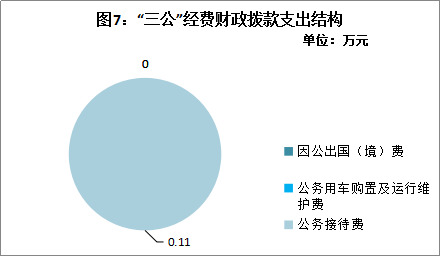 图7：“三公”经费财政拨款支出结构
单位：万元
0
因公出国（境）费
公务用车购置及运行维
护费
公务接待费
0.11